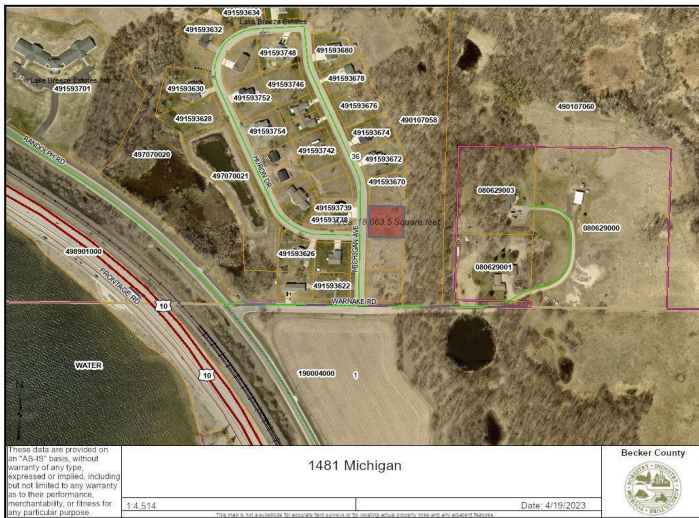 491593634
Lake Breeze Estates
491593632
491593748
491593680
Lake Breeze Estates 1st
491593678
491593701
491593630
491593752
491593746
491593676
490107060
491593628
490107058
491593754
491593674
RANDOLPH RD
497070020
491593742
36
491593672
HURON DR
497070021
491593670
080629003
491593739
491593738
18,063.5 Square feet
080629000
498901000
491593626
MICHIGAN AVE
FRONTAGE RD
080629001
491593622
WARNAKE RD
10
WATER
10
190004000
1
These data are provided on
an "AS-IS" basis, without
warranty of any type,
expressed or implied, including
but not limited to any warranty
as to their performance,
merchantability, or fitness for
any particular purpose.
1481 Michigan
1:4,514
Date: 4/19/2023
This map is not a substitute for accurate field surveys or for locating actual property lines and any adjacent features.
Becker County